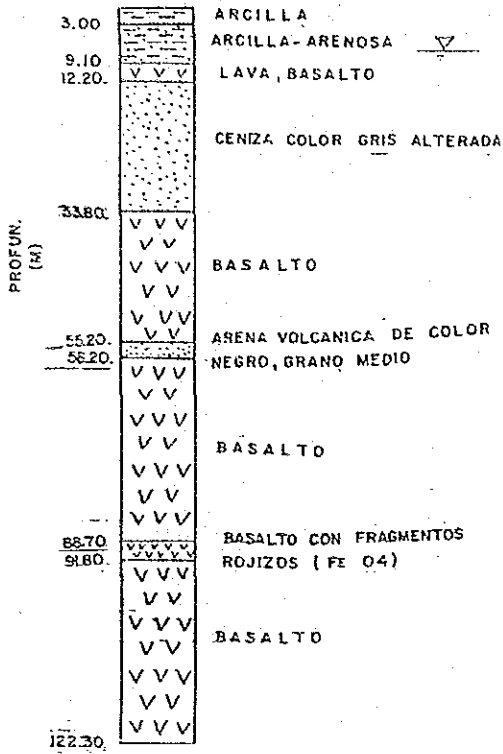 ARCILLA
3.00
ARCILLA-ARENOSA
9.10
LAVA, BASALTO
12.20
CENIZA COLOR GRIS ALTERADA
33.80
PROFUN.
(M)
BASALTO
55.20
ARENA VOLCANICA DE COLOR
58.20
NEGRO, GRANO MEDIO
BASALTO
88.70
BASALTO CON FRAGMENTOS
91.80
ROJIZOS (FE 04)
BASALTO
122.30